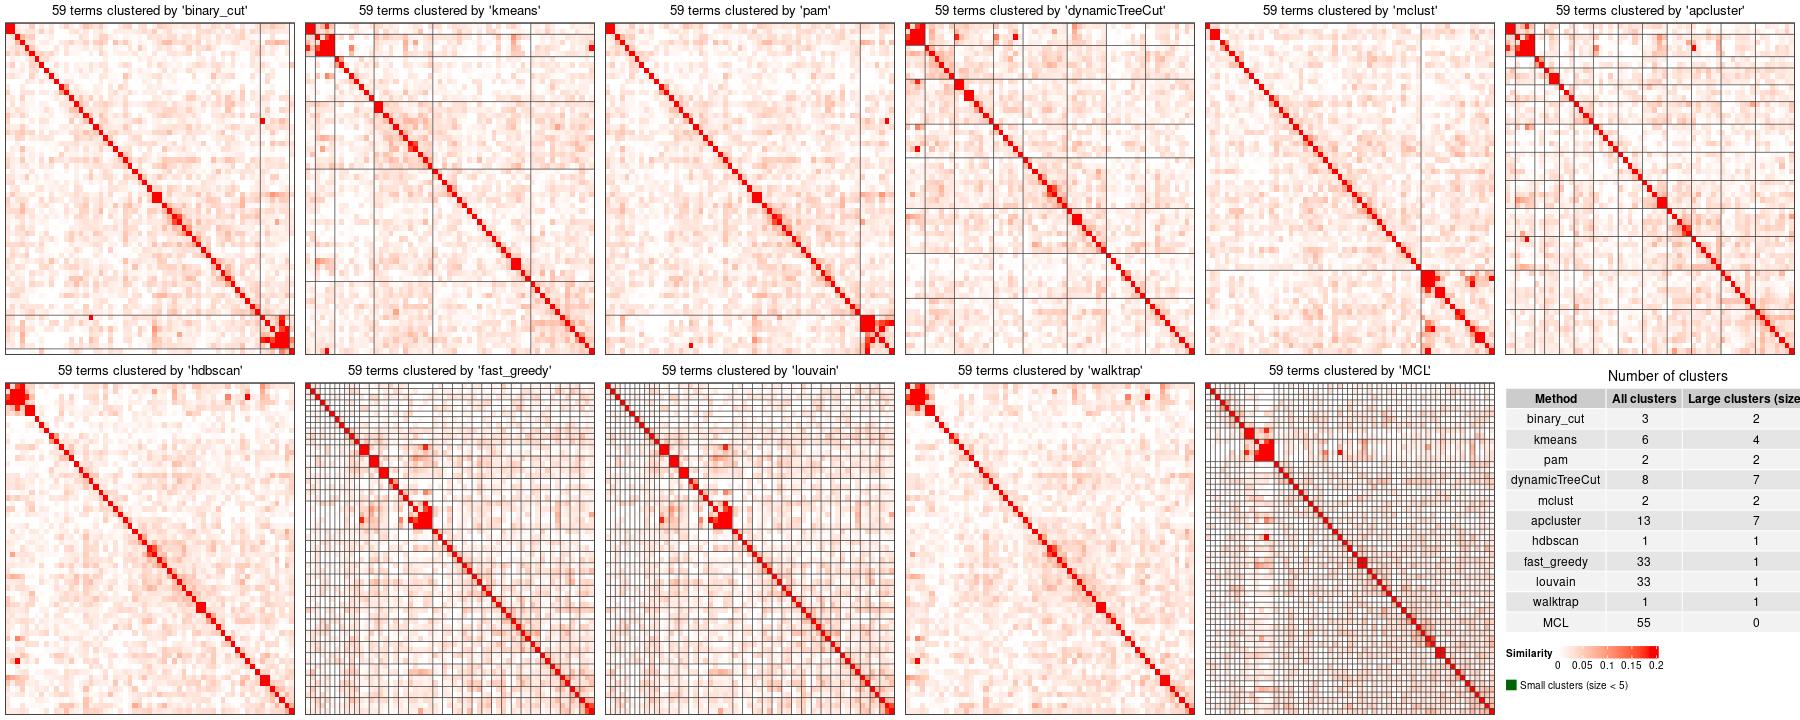 59 terms clustered by 'binary_cut'
59 terms clustered by 'kmeans'
59 terms clustered by 'pam'
59 terms clustered by 'dynamicTreeCut'
59 terms clustered by 'mclust'
59 terms clustered by 'apcluster'
59 terms clustered by 'hdbscan'
59 terms clustered by 'fast_greedy'
59 terms clustered by 'louvain'
59 terms clustered by 'walktrap'
59 terms clustered by 'MCL'
Number of clusters
Method All clusters Large clusters (size
binary_cut 3 2
kmeans 6 4
pam 2 2
dynamicTreeCut 8 7
mclust 2 2
apcluster 13 7
hdbscan 1 1
fast_greedy 33 1
louvain 33 1
walktrap 1 1
MCL 55 0
Similarity
0 0.05 0.1 0.15 0.2
Small clusters (size < 5)